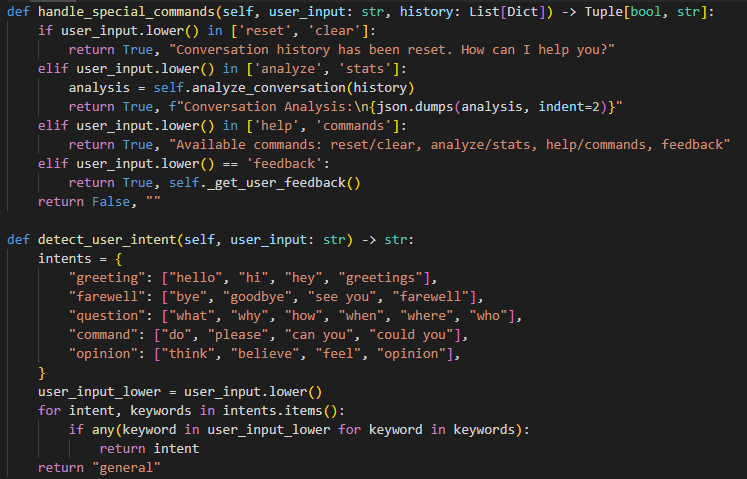 def handle_special_commands(self, user_input: str, history: List[Dict]) -> Tuple[bool, str]:
    if user_input.lower() in ['reset', 'clear']:
        return True, "Conversation history has been reset. How can I help you?"
    elif user_input.lower() in ['analyze', 'stats']:
        analysis = self.analyze_conversation(history)
        return True, f"Conversation Analysis:\n{json.dumps(analysis, indent=2)}"
    elif user_input.lower() in ['help', 'commands']:
        return True, "Available commands: reset/clear, analyze/stats, help/commands, feedback"
    elif user_input.lower() == 'feedback':
        return True, self._get_user_feedback()
    return False, ""

def detect_user_intent(self, user_input: str) -> str:
    intents = {
        "greeting": ["hello", "hi", "hey", "greetings"],
        "farewell": ["bye", "goodbye", "see you", "farewell"],
        "question": ["what", "why", "how", "when", "where", "who"],
        "command": ["do", "please", "can you", "could you"],
        "opinion": ["think", "believe", "feel", "opinion"],
    }
    user_input_lower = user_input.lower()
    for intent, keywords in intents.items():
        if any(keyword in user_input_lower for keyword in keywords):
            return intent
    return "general"